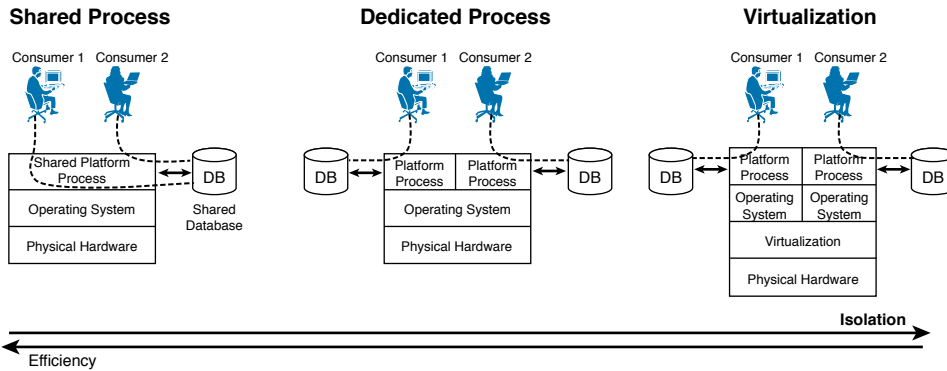 Shared Process
Dedicated Process
Virtualization
Consumer 1
Consumer 2
Consumer 1
Consumer 2
Consumer 1
Consumer 2
Shared Platform
Process
DB
Operating System
Shared
Database
Physical Hardware
DB
Platform
Process
Platform
Process
DB
Operating System
Physical Hardware
DB
Platform
Process
Platform
Process
DB
Operating
System
Operating
System
Virtualization
Physical Hardware
Isolation
Efficiency